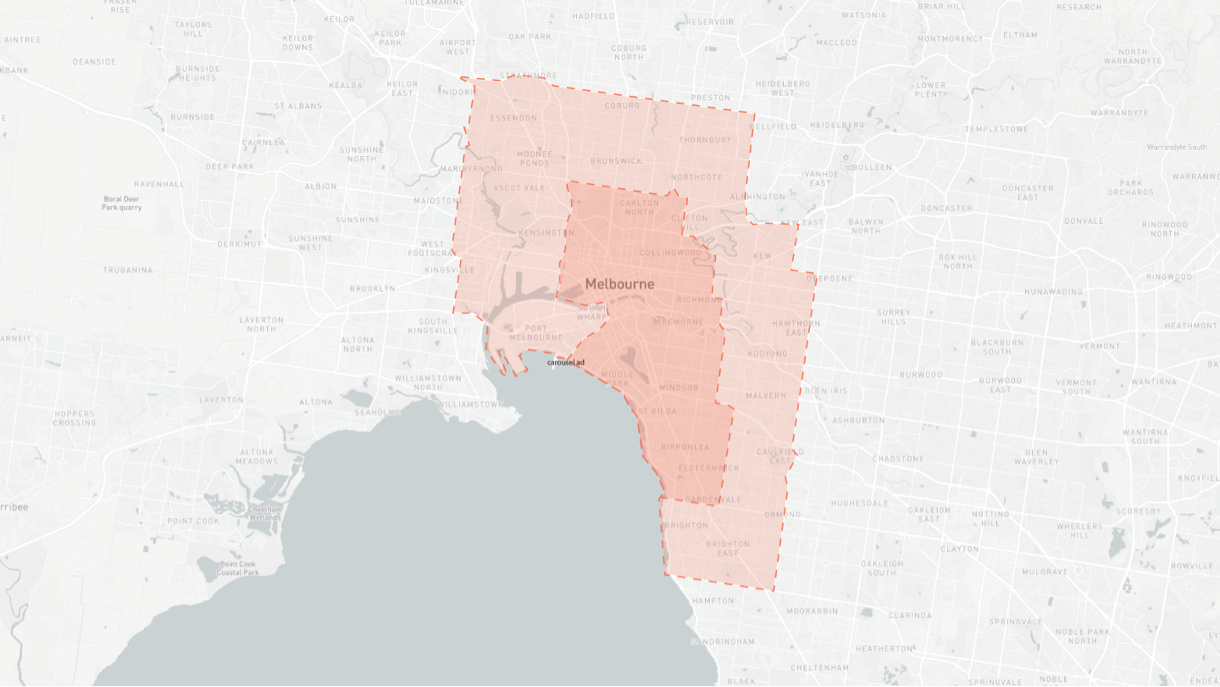 FRASER
RISE
TULLAMARINE
HADFIELD
RESERVOIR
WATSONIA
BRIAR HILL
RESEARCH
TAYLORS
HILL
KEILOR
KEILOR
DOWNS
KEILOR
PARK
AIRPORT
WEST
OAK PARK
COBURG
NORTH
MACLEOD
MONTMORENCY
ELTHAM
NORTH
WARRANDYTE
AINTREE
KBANK
DEANSIDE
BURNSIDE
HEIGHTS
KEALBA
KEILOR
EAST
NIDDRI
STRATHMORE
PRESTON
HEIDELBERG
WEST
LOWER
PLENTY
ST ALBANS
BURNSIDE
ESSENDON
COBURG
BELLFIELD
HEIDELBERG
TEMPLESTOWE
CAIRNLEA
SUNSHINE
NORTH
MOONEE
PONDS
BRUNSWICK
THORNBURY
Warrandyte South
DEER PARK
MARIBYRNONG
NORTHCOTE
IVANHOE
EAST
BULLEEN
RAVENHALL
ALBION
ASCOT VALE
DONCASTER
EAST
PARK
ORCHARDS
WARRANWOOD
Boral Deer
Park quarry
MAIDSTONE
CARLTON
NORTH
ALPHINGTON
DONCASTER
SUNSHINE
CLIFTON
HILL
KEW EAST
BALWYN
NORTH
DONVALE
RINGWOOD
NORTH
DERRIMUT
SUNSHINE
WEST
WEST
FOOTSCRA
KENSINGTON
COLLINGWOOD
KEW
BOX HILL
NORTH
TRUGANINA
KINGSVILLE
Melbourne
DEEPDENE
NUNAWADING
RINGWOOD
BROOKLYN
RICHMOND
LAVERTON
NORTH
SOUTH
KINGSVILLE
PORT
MELBOURNE
WHARF
CREMORNE
HAWTHORN
EAST
SURREY
HILLS
HEATHMONT
ARNEIT
ALTONA
NORTH
KOOYONG
BLACKBURN
SOUTH
VERMONT
carousel ad
WILLIAMSTOWN
NORTH
MIDDLE
PARK
WINDSOR
MALVERN
GLEN IRIS
BURWOOD
BURWOOD
EAST
VERMONT
SOUTH
WANTIRNA
LAVERTON
ALTONA
SEAHOLME
WILLIAMSTOWN
ST KILDA
ASHBURTON
HOPPERS
CROSSING
WANTIRNA
SOUTH
ALTONA
MEADOWS
RIPPONLEA
CAULFIELD
EAST
CHADSTONE
GLEN
WAVERLEY
ELSTERNWICK
KNOXFIEL
rribee
Cheetham
Wetlands
GARDENVALE
HUGHESDALE
OAKLEIGH
EAST
NOTTING
HILL
SCORESBY
POINT COOK
BRIGHTON
ORMOND
WHEELERS
HILL
BRIGHTON
EAST
CLAYTON
Point Cook
Coastal Park
OAKLEIGH
SOUTH
MULGRAVE
ROWVILLE
HAMPTON
MOORABBIN
CLARINDA
SPRINGVALE
NOBLE PARK
NORTH
SANDRINGHAM
HEATHERTON
CHELTENHAM
BLACK
SPRINGVALE
NOBLE
ENDEA